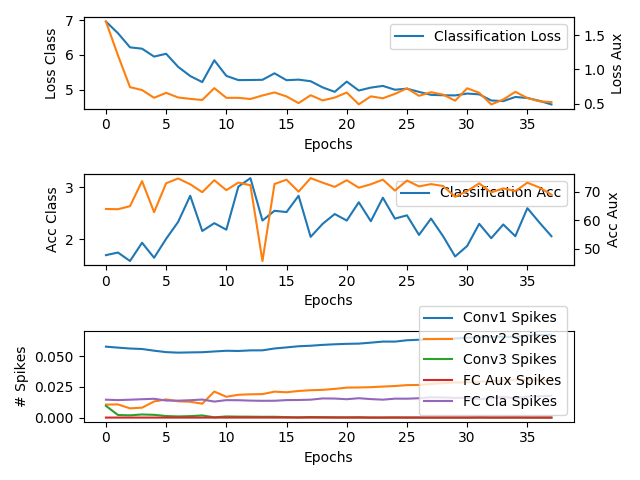 7
6
5
Loss Class
Classification Loss
1.5
1.0
0.5
Loss Aux
0 5 10 15 20 25 30 35
Epochs
3
2
Acc Class
Classification Acc
70
60
50
Acc Aux
0 5 10 15 20 25 30 35
Epochs
0.050
0.025
0.000
# Spikes
Conv1 Spikes
Conv2 Spikes
Conv3 Spikes
FC Aux Spikes
FC Cla Spikes
0 5 10 15 20 25 30 35
Epochs